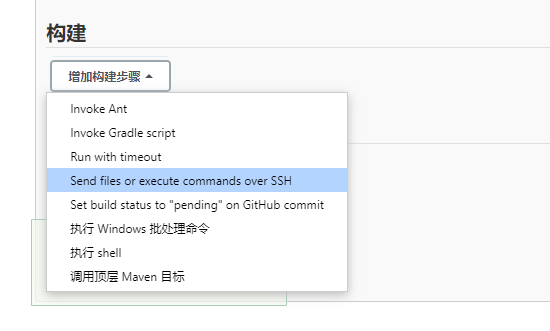 构建
增加构建步骤
Invoke Ant
Invoke Gradle script
Run with timeout
Send files or execute commands over SSH
Set build status to "pending" on GitHub commit
执行 Windows 批处理命令
执行 shell
调用顶层 Maven 目标